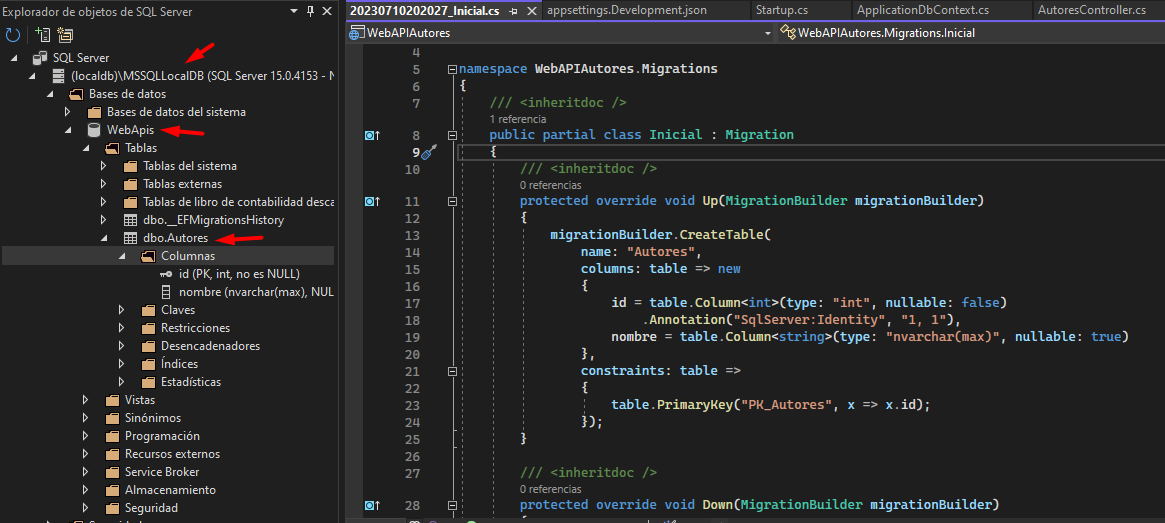 Explorador de objetos de SQL Server
SQL Server
(localdb)\MSSQLLocalDB (SQL Server 15.0.4153 - N
Bases de datos
Bases de datos del sistema
WebApis
Tablas
Tablas del sistema
Tablas externas
Tablas de libro de contabilidad desca
dbo.__EFMigrationsHistory
dbo.Autores
Columnas
id (PK, int, no es NULL)
nombre (nvarchar(max), NUL
Claves
Restricciones
Desencadenadores
Índices
Estadísticas
Vistas
Sinónimos
Programación
Recursos externos
Service Broker
Almacenamiento
Seguridad
20230710202027_Inicial.cs appsettings.Development.json Startup.cs ApplicationDbContext.cs AutoresController.cs
WebAPIAutores WebAPIAutores.Migrations.Inicial
4
5 namespace WebAPIAutores.Migrations
6 {
7 /// <inheritdoc />
1 referencia
8 public partial class Inicial : Migration
9 {
10 /// <inheritdoc />
0 referencias
11 protected override void Up(MigrationBuilder migrationBuilder)
12 {
13 migrationBuilder.CreateTable(
14 name: "Autores",
15 columns: table => new
16 {
17 id = table.Column<int>(type: "int", nullable: false)
18 .Annotation("SqlServer:Identity", "1, 1"),
19 nombre = table.Column<string>(type: "nvarchar(max)", nullable: true)
20 },
21 constraints: table =>
22 {
23 table.PrimaryKey("PK_Autores", x => x.id);
24 });
25 }
26
27 /// <inheritdoc />
0 referencias
28 protected override void Down(MigrationBuilder migrationBuilder)